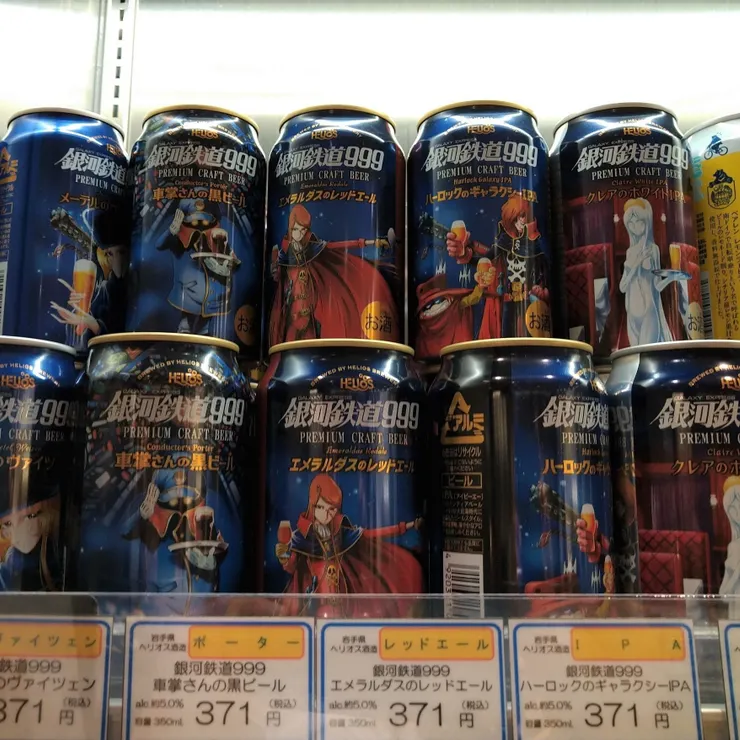 HELIOS
銀河鉄道999
PREMIUM CRAFT BEER
メーテルの
HELIOS
銀河鉄道999
PREMIUM CRAFT BEER
Conductor's Porter
車掌さんの黒ビール
お酒
HELIOS
銀河鉄道999
PREMIUM CRAFT BEER
Emeraldas Redale
エメラルダスのレッドエール
お酒
HELIOS
銀河鉄道999
PREMIUM CRAFT BEER
Harlock Galaxy IPA
ハーロックのギャラクシーIPA
お酒
HELIOS
銀河鉄道999
PREMIUM CRAFT BEER
Claire White IPA
クレアのホワイトIPA
HELIOS
銀河鉄道999
PREMIUM CRAFT BEER
のヴァイツ
HELIOS
銀河鉄道999
PREMIUM CRAFT BEER
Conductor's Porter
車掌さんの黒ビール
BREWED BY HELIOS
HELIOS
GALAXY EXPRESS
銀河鉄道999
PREMIUM CRAFT BEER
Emeraldas Redale
エメラルダスのレッドエール
アルミ
ビール
HELIOS
銀河鉄道999
PREMIUM CRAFT
ハーロックのギャ
BREWED BY HELIOS
HELIOS
GALAXY EXPRESS
銀河鉄道999
PREMIUM CRAFT
クレアのホ
ヴァイツェン
鉄道999
のヴァイツェン
371円
(税込)
岩手県
ヘリオス酒造
ポーター
銀河鉄道999
車掌さんの黒ビール
alc.約5.0%
容量 350ml
371円
(税込)
岩手県
ヘリオス酒造
レッドエール
銀河鉄道999
エメラルダスのレッドエール
alc.約5.0%
容量 350ml
371円
(税込)
岩手県
ヘリオス酒造
IPA
銀河鉄道999
ハーロックのギャラクシーIPA
alc.約5.0%
容量 350ml
371円
(税込)